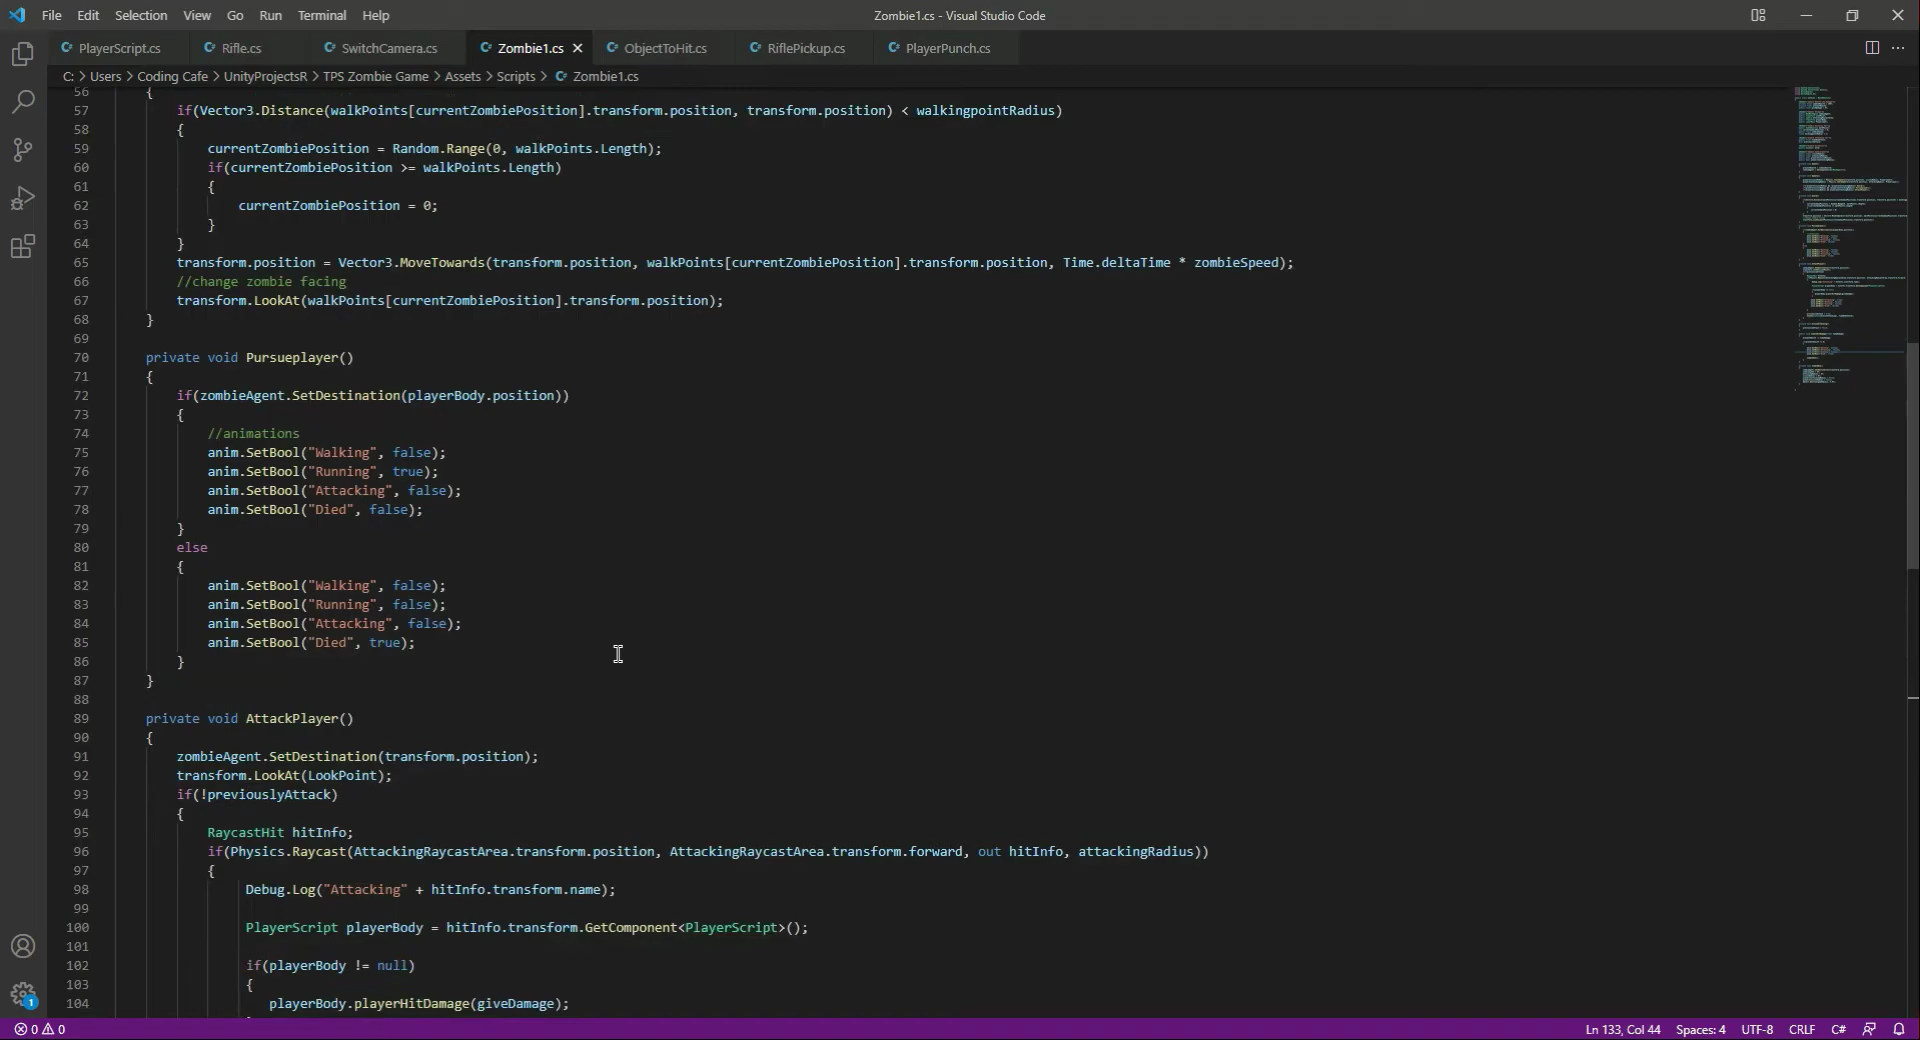 File Edit Selection View Go Run Terminal Help
Zombie1.cs - Visual Studio Code
PlayerScript.cs Rifle.cs SwitchCamera.cs Zombie1.cs ObjectToHit.cs RiflePickup.cs PlayerPunch.cs
C: > Users > Coding Cafe > UnityProjectsR > TPS Zombie Game > Assets > Scripts > Zombie1.cs
56 {
57 if(Vector3.Distance(walkPoints[currentZombiePosition].transform.position, transform.position) < walkingpointRadius)
58 {
59 currentZombiePosition = Random.Range(0, walkPoints.Length);
60 if(currentZombiePosition >= walkPoints.Length)
61 {
62 currentZombiePosition = 0;
63 }
64 }
65 transform.position = Vector3.MoveTowards(transform.position, walkPoints[currentZombiePosition].transform.position, Time.deltaTime * zombieSpeed);
66 //change zombie facing
67 transform.LookAt(walkPoints[currentZombiePosition].transform.position);
68 }
69
70 private void Pursueplayer()
71 {
72 if(zombieAgent.SetDestination(playerBody.position))
73 {
74 //animations
75 anim.SetBool("Walking", false);
76 anim.SetBool("Running", true);
77 anim.SetBool("Attacking", false);
78 anim.SetBool("Died", false);
79 }
80 else
81 {
82 anim.SetBool("Walking", false);
83 anim.SetBool("Running", false);
84 anim.SetBool("Attacking", false);
85 anim.SetBool("Died", true);
86 }
87 }
88
89 private void AttackPlayer()
90 {
91 zombieAgent.SetDestination(transform.position);
92 transform.LookAt(LookPoint);
93 if(!previouslyAttack)
94 {
95 RaycastHit hitInfo;
96 if(Physics.Raycast(AttackingRaycastArea.transform.position, AttackingRaycastArea.transform.forward, out hitInfo, attackingRadius))
97 {
98 Debug.Log("Attacking" + hitInfo.transform.name);
99
100 PlayerScript playerBody = hitInfo.transform.GetComponent<PlayerScript>();
101
102 if(playerBody != null)
103 {
104 playerBody.playerHitDamage(giveDamage);
1
0 0 Ln 133, Col 44 Spaces: 4 UTF-8 CRLF C#